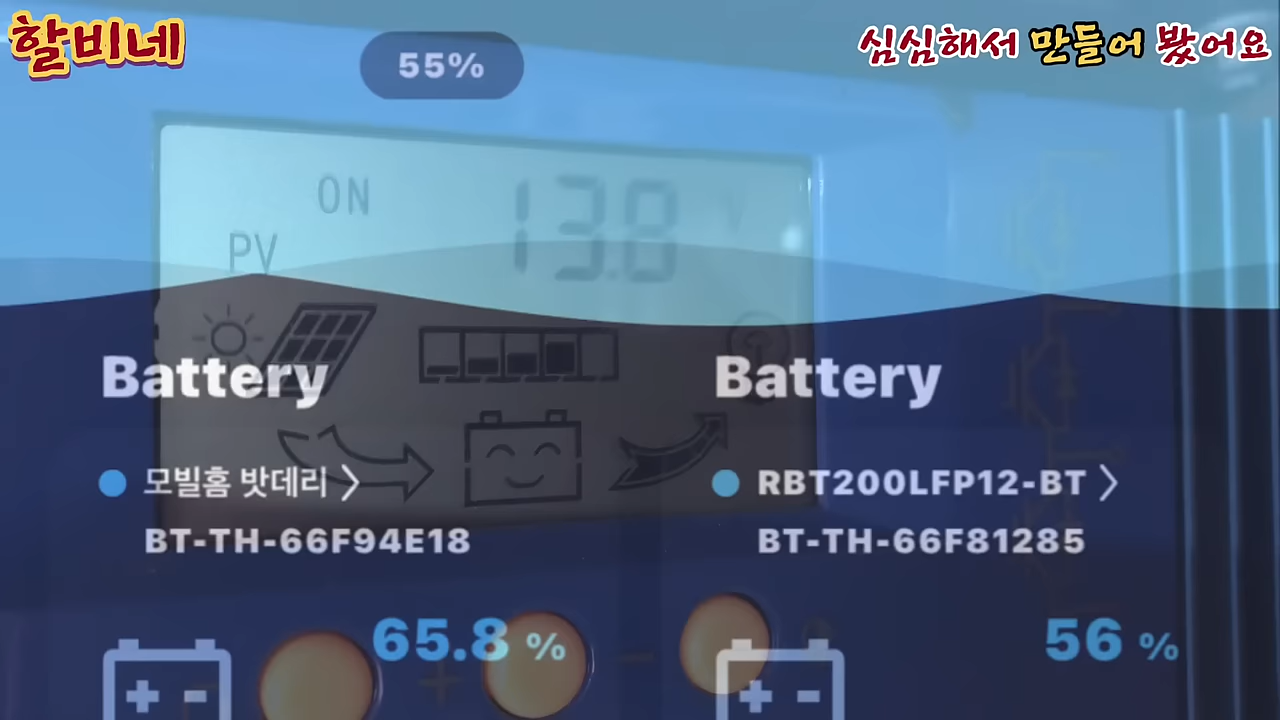 할비네
심심해서 만들어 봤어요
55%
ON
13.8 V
PV
Battery
Battery
모빌홈 밧데리
RBT200LFP12-BT
BT-TH-66F94E18
BT-TH-66F81285
65.8 %
56 %